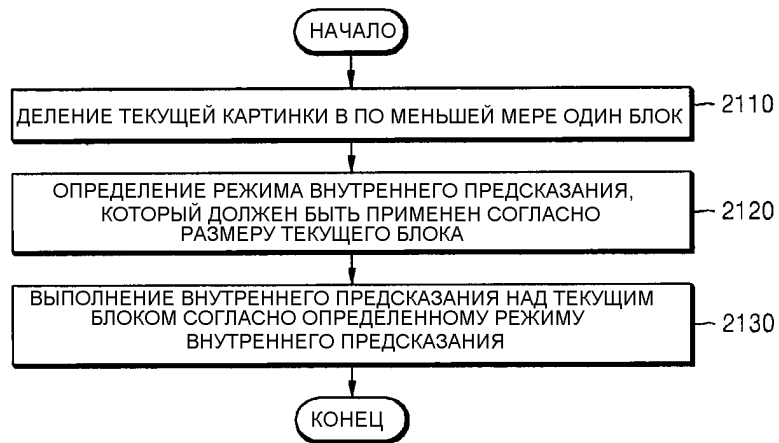 НАЧАЛО
ДЕЛЕНИЕ ТЕКУЩЕЙ КАРТИНКИ В ПО МЕНЬШЕЙ МЕРЕ ОДИН БЛОК
2110
ОПРЕДЕЛЕНИЕ РЕЖИМА ВНУТРЕННЕГО ПРЕДСКАЗАНИЯ,
КОТОРЫЙ ДОЛЖЕН БЫТЬ ПРИМЕНЕН СОГЛАСНО
РАЗМЕРУ ТЕКУЩЕГО БЛОКА
2120
ВЫПОЛНЕНИЕ ВНУТРЕННЕГО ПРЕДСКАЗАНИЯ НАД ТЕКУЩИМ
БЛОКОМ СОГЛАСНО ОПРЕДЕЛЕННОМУ РЕЖИМУ
ВНУТРЕННЕГО ПРЕДСКАЗАНИЯ
2130
КОНЕЦ